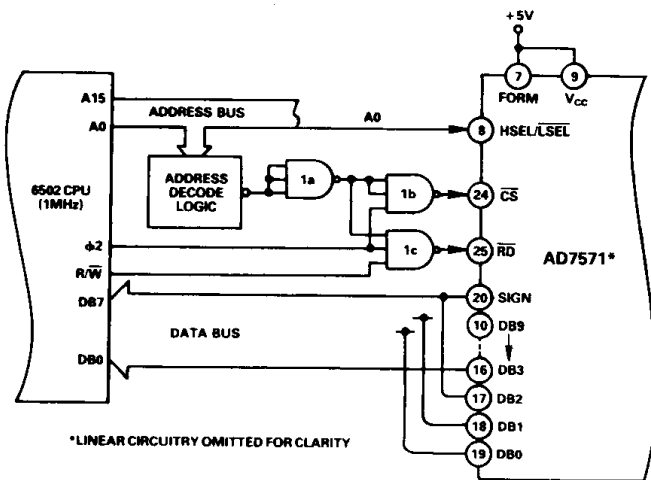 +5V
7
9
FORM
VCC
A15
ADDRESS BUS
A0
A0
8
HSEL/LSEL
6502 CPU
(1MHz)
ADDRESS
DECODE
LOGIC
1a
1b
24
CS
1c
25
RD
AD7571*
ϕ2
R/W
DB7
20
SIGN
10
DB9
DATA BUS
DB0
16
DB3
17
DB2
18
DB1
19
DB0
*LINEAR CIRCUITRY OMITTED FOR CLARITY